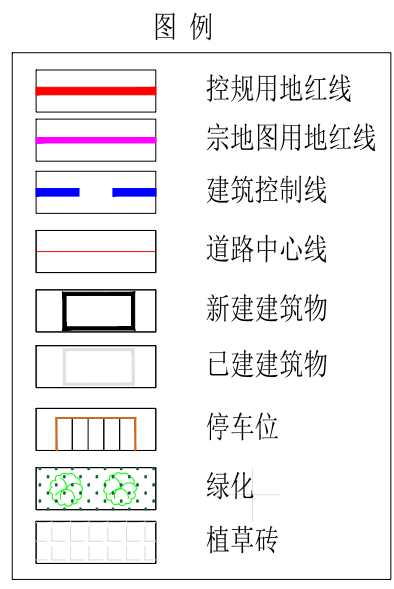 图 例
控规用地红线
宗地图用地红线
建筑控制线
道路中心线
新建建筑物
已建建筑物
停车位
绿化
植草砖